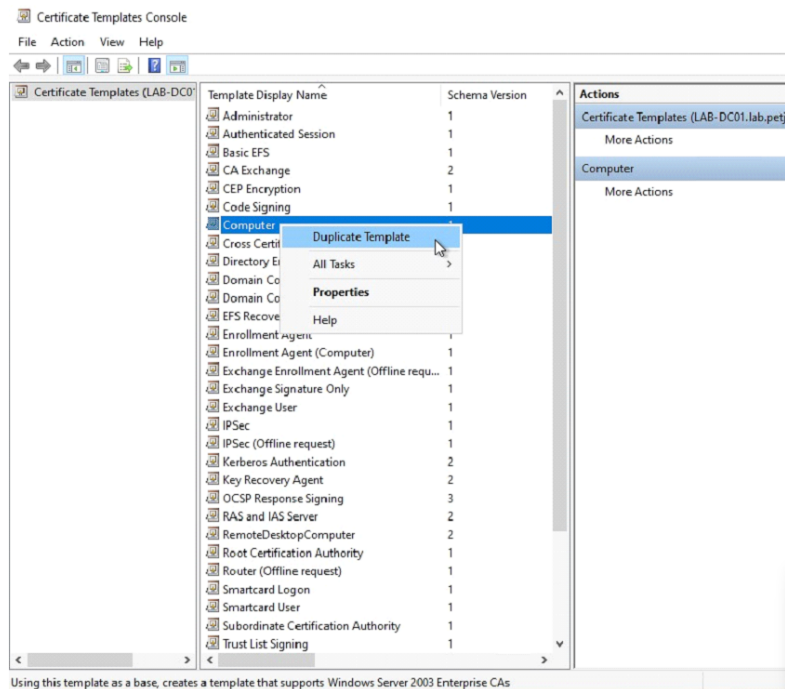 Certificate Templates Console
File Action View Help
Certificate Templates (LAB-DC01
Template Display Name Schema Version
Administrator 1
Authenticated Session 1
Basic EFS 1
CA Exchange 2
CEP Encryption 1
Code Signing 1
Computer 1
Cross Certif
Directory E
Domain Co
Domain Co
EFS Recove
Enrollment Agent 1
Enrollment Agent (Computer) 1
Exchange Enrollment Agent (Offline requ... 1
Exchange Signature Only 1
Exchange User 1
IPSec 1
IPSec (Offline request) 1
Kerberos Authentication 2
Key Recovery Agent 2
OCSP Response Signing 3
RAS and IAS Server 2
RemoteDesktopComputer 2
Root Certification Authority 1
Router (Offline request) 1
Smartcard Logon 1
Smartcard User 1
Subordinate Certification Authority 1
Trust List Signing 1
Duplicate Template
All Tasks
Properties
Help
Actions
Certificate Templates (LAB-DC01.lab.petj
More Actions
Computer
More Actions
Using this template as a base, creates a template that supports Windows Server 2003 Enterprise CAs